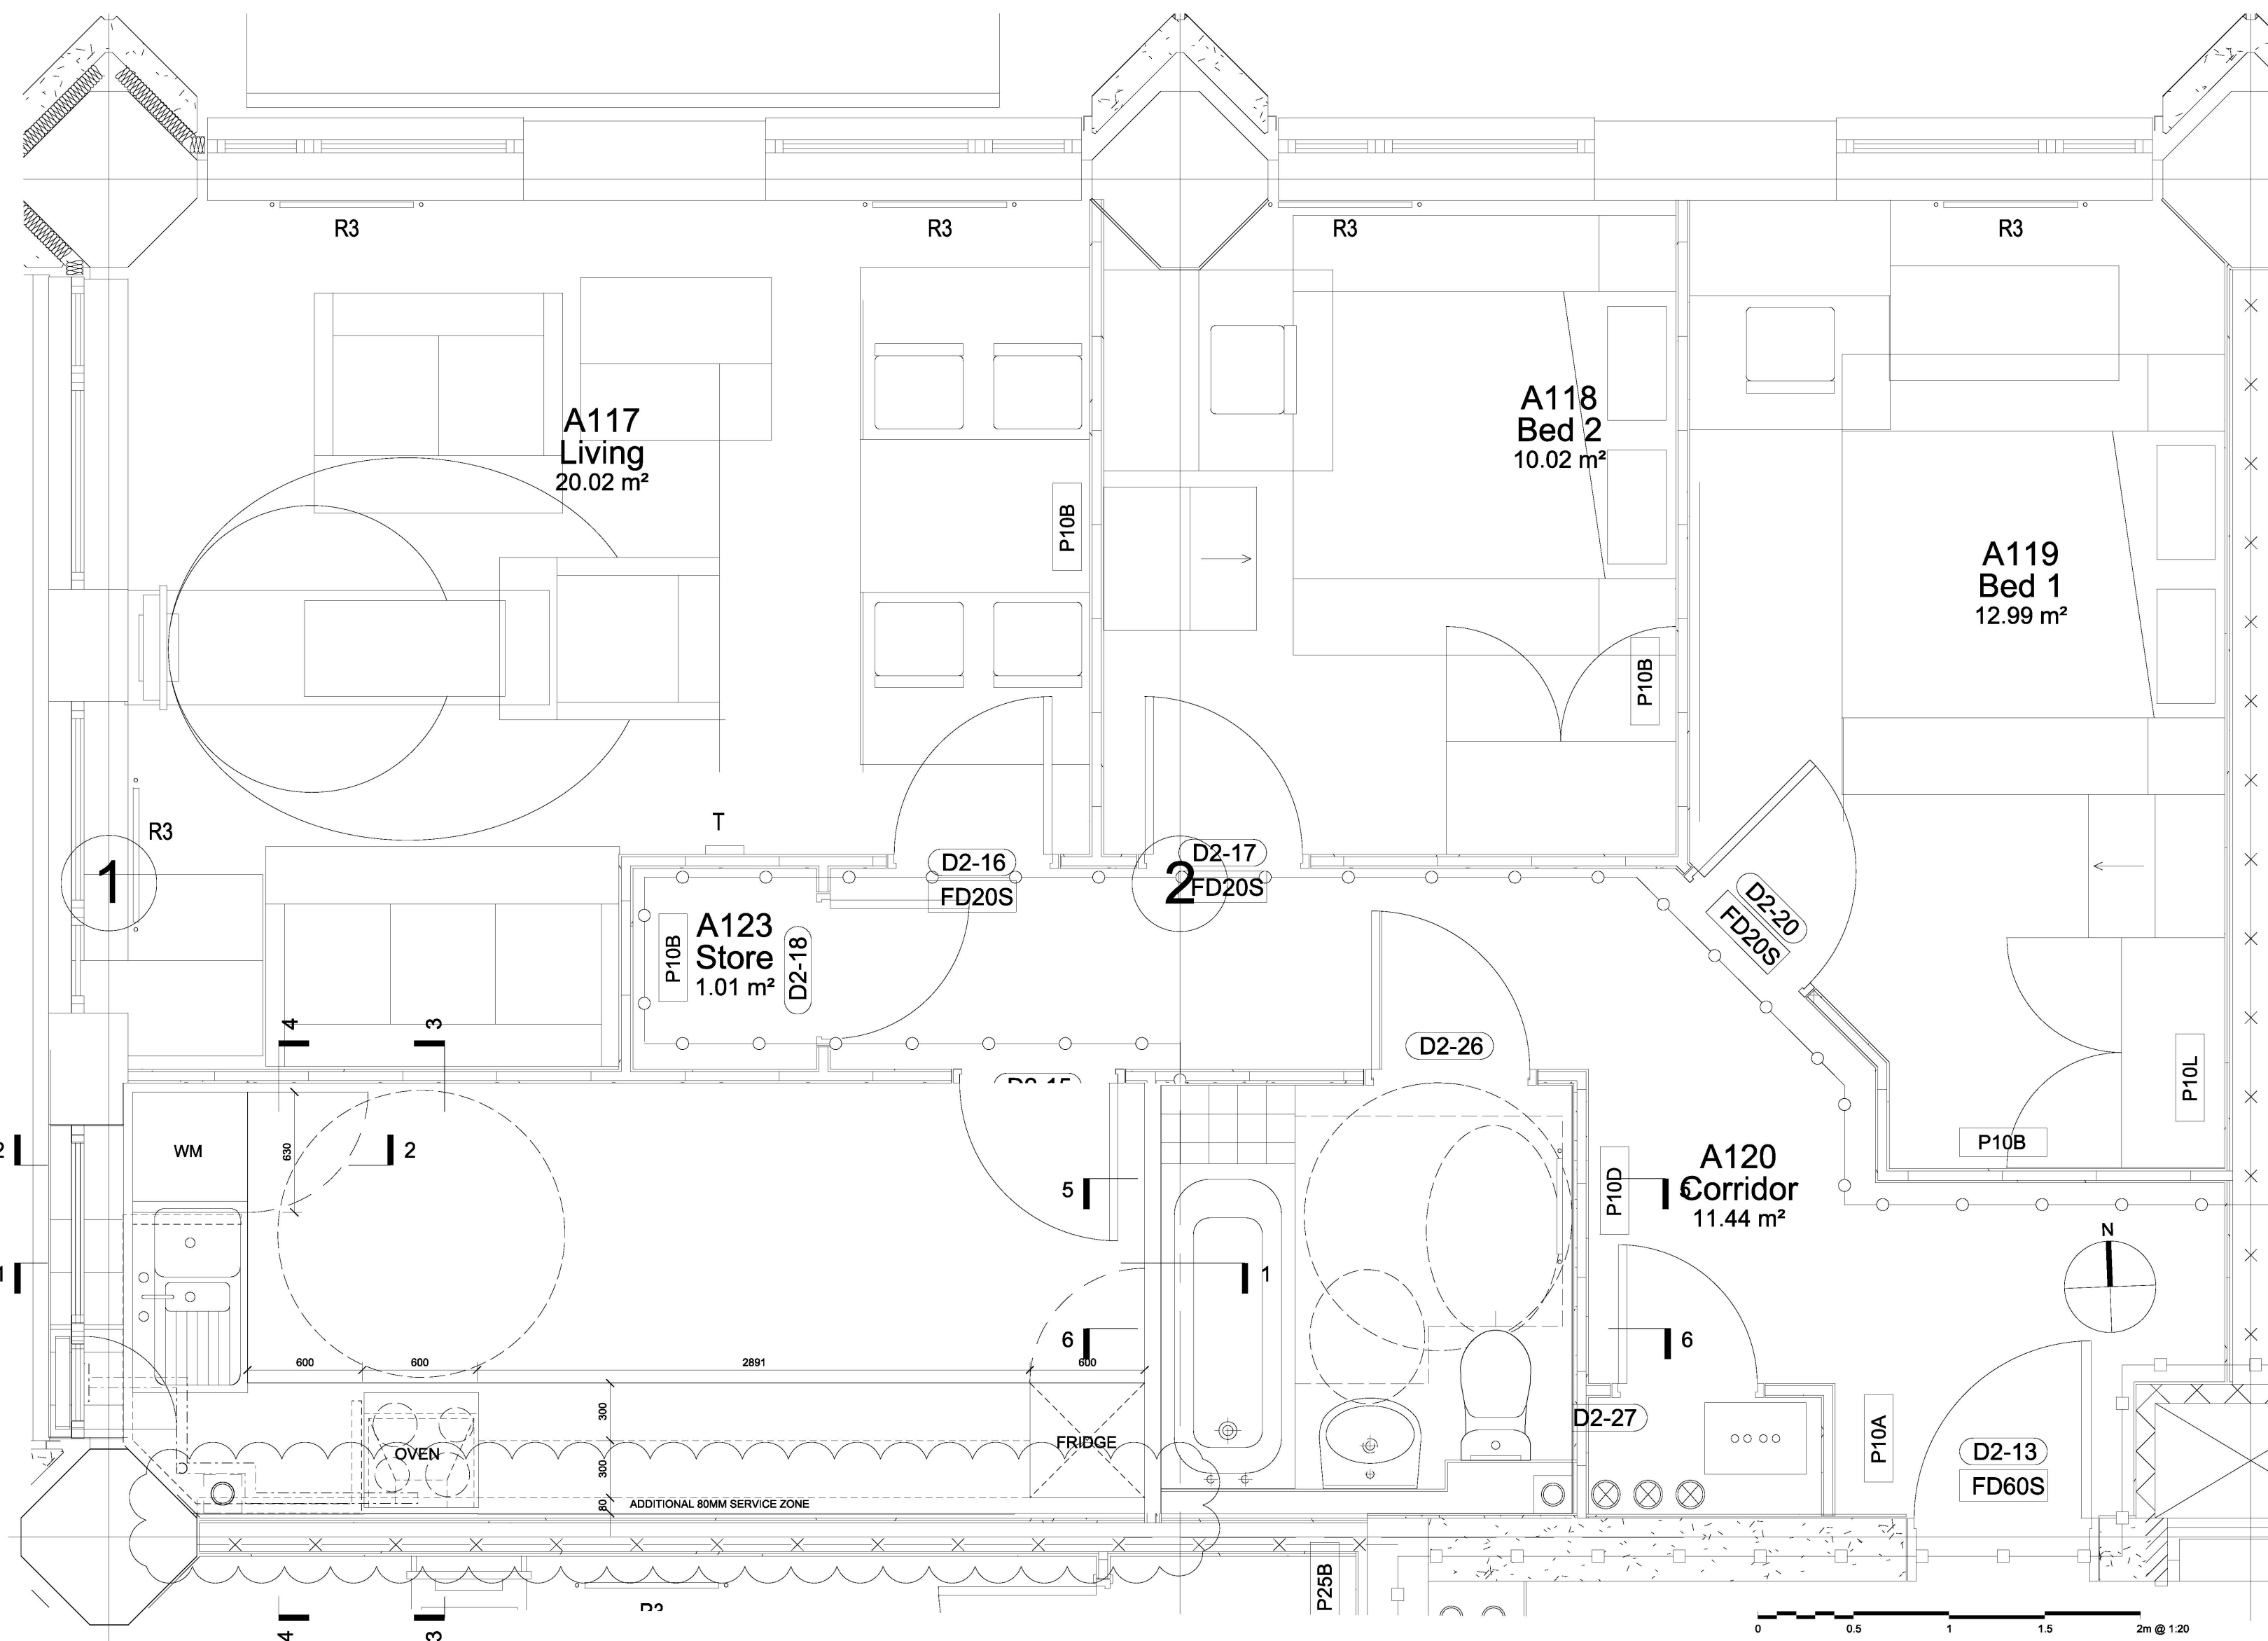 R3
R3
R3
R3
A117
Living
20.02 m²
A118
Bed 2
10.02 m²
A119
Bed 1
12.99 m²
P10B
P10B
R3
T
1
2
D2-16
FD20S
D2-17
FD20S
D2-20
FD20S
A123
Store
1.01 m²
P10B
D2-18
4
3
D2-26
P10L
P10B
WM
630
2
2
5
P10D
5
A120
Corridor
11.44 m²
N
1
1
6
6
600
600
2891
600
300
300
80
OVEN
FRIDGE
D2-27
P10A
D2-13
FD60S
ADDITIONAL 80MM SERVICE ZONE
P25B
4
3
0
0.5
1
1.5
2m @ 1:20